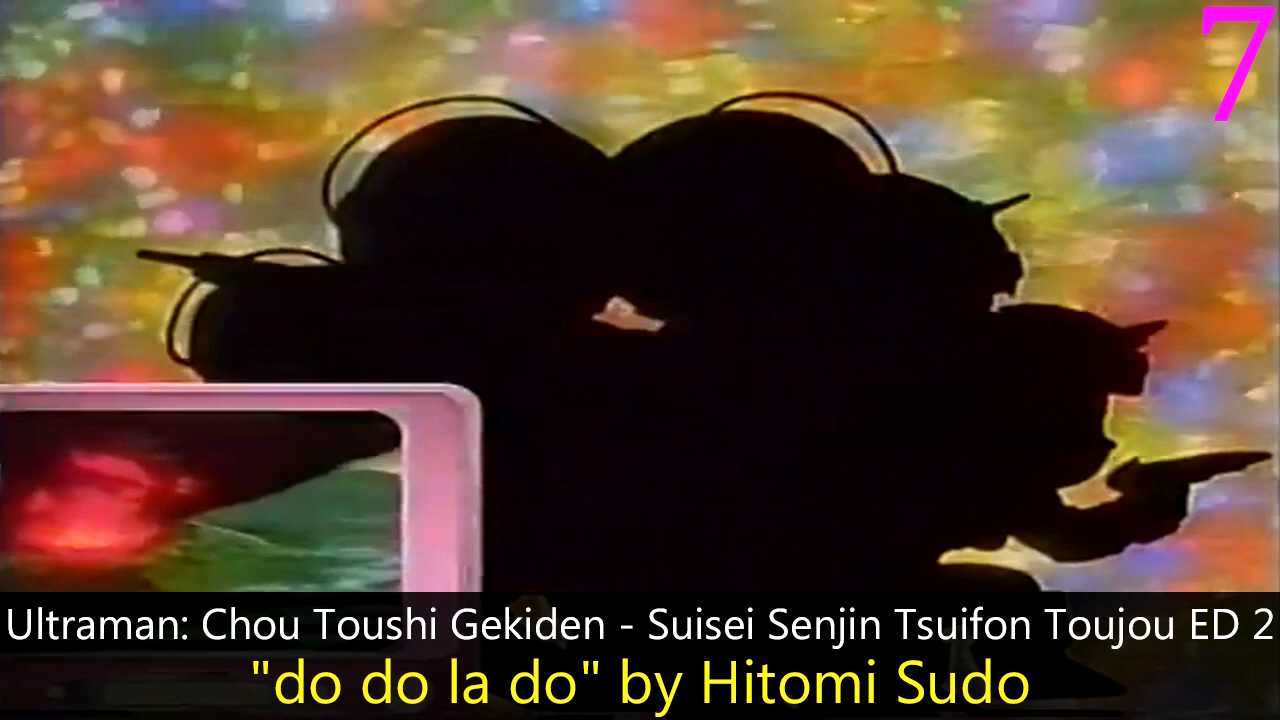 7
Ultraman: Chou Toushi Gekiden - Suisei Senjin Tsuifon Toujou ED 2
"do do la do" by Hitomi Sudo